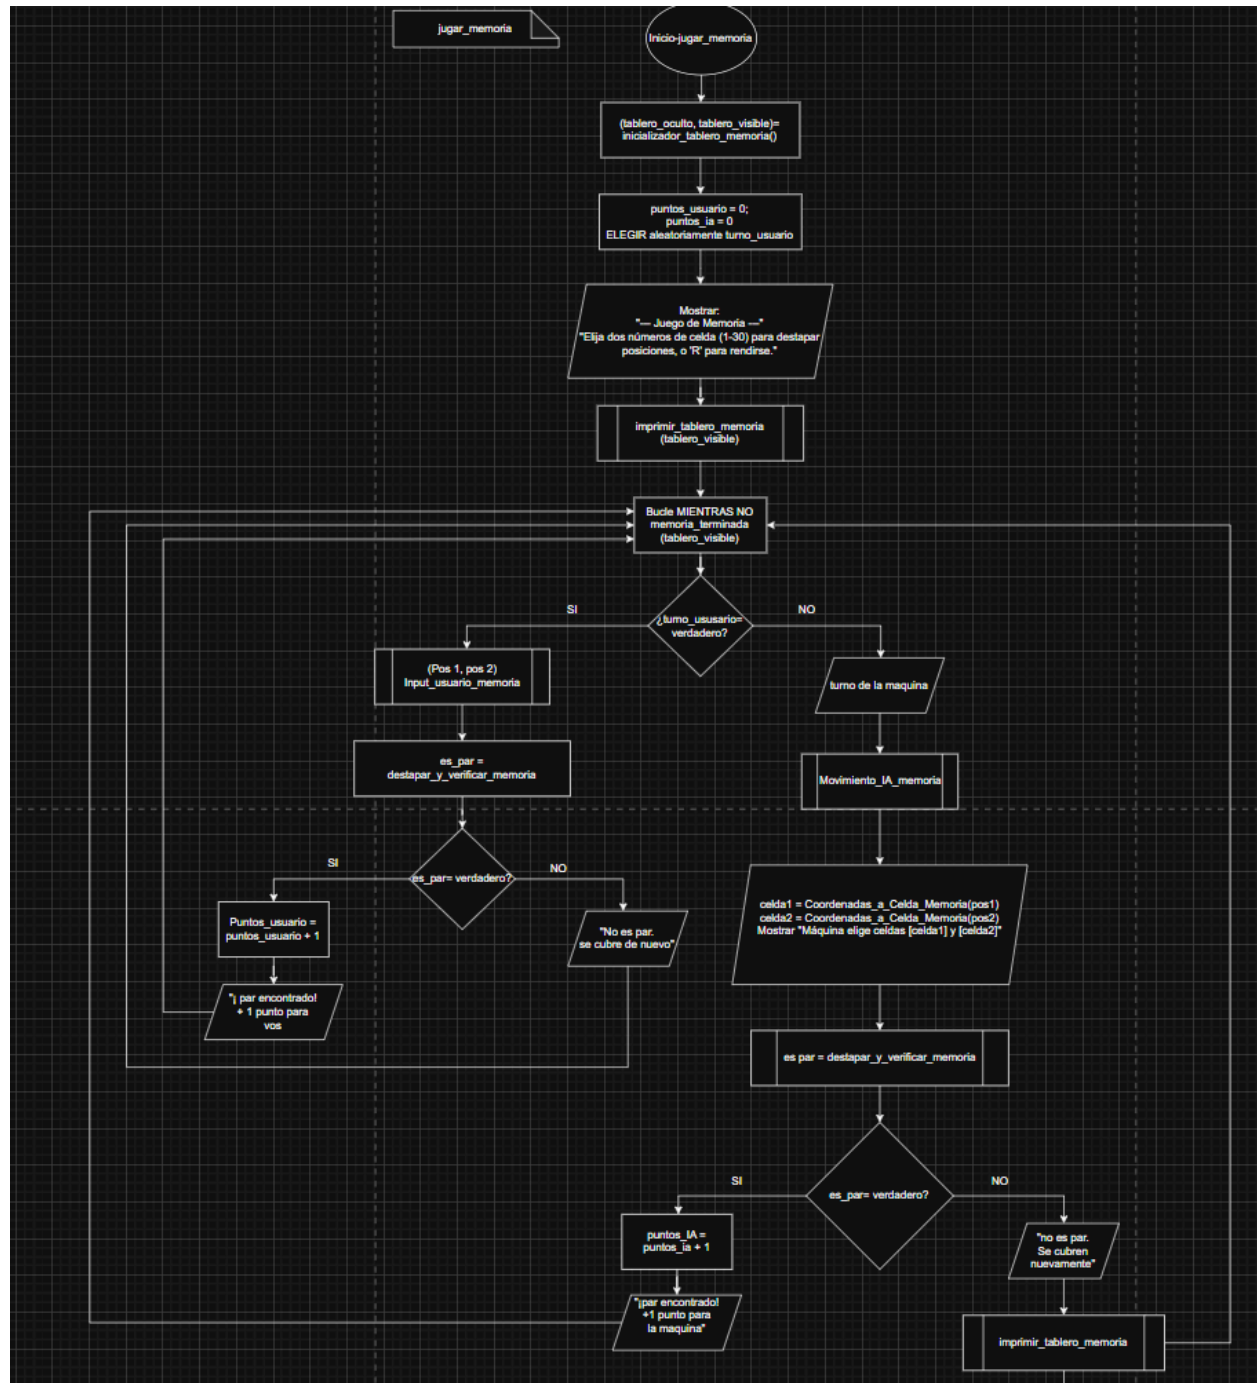 jugar_memoria
Inicio-jugar_memoria
(tablero_oculto, tablero_visible)=
inicializador_tablero_memoria()
puntos_usuario = 0;
puntos_ia = 0
ELEGIR aleatoriamente turno_usuario
Mostrar:
"--- Juego de Memoria ---"
"Elija dos números de celda (1-30) para destapar
posiciones, o 'R' para rendirse."
imprimir_tablero_memoria
(tablero_visible)
Bucle MIENTRAS NO
memoria_terminada
(tablero_visible)
¿turno_ususario=
verdadero?
SI
NO
(Pos 1, pos 2)
Input_usuario_memoria
turno de la maquina
es_par =
destapar_y_verificar_memoria
Movimiento_IA_memoria
es_par= verdadero?
SI
NO
Puntos_usuario =
puntos_usuario + 1
"No es par.
se cubre de nuevo"
celda1 = Coordenadas_a_Celda_Memoria(pos1)
celda2 = Coordenadas_a_Celda_Memoria(pos2)
Mostrar "Máquina elige celdas [celda1] y [celda2]"
"¡ par encontrado!
+ 1 punto para
vos
es par = destapar_y_verificar_memoria
es_par= verdadero?
SI
NO
puntos_IA =
puntos_ia + 1
"no es par.
Se cubren
nuevamente"
"¡par encontrado!
+1 punto para
la maquina"
imprimir_tablero_memoria